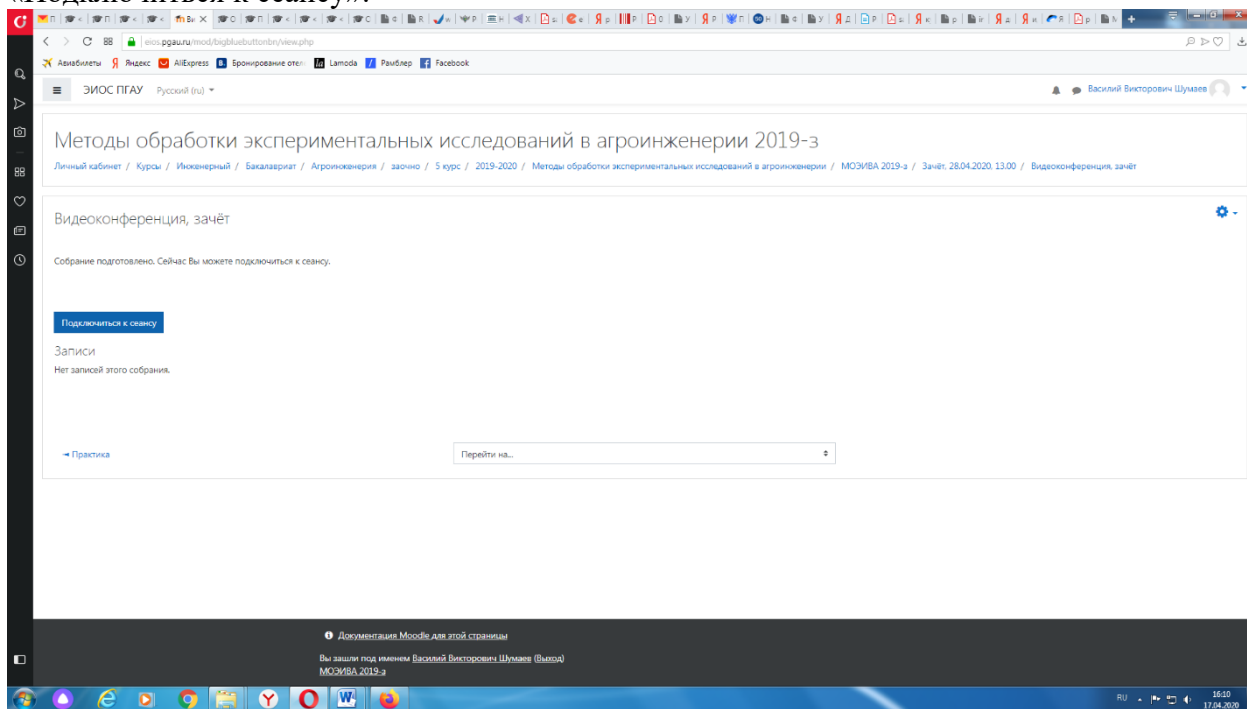 «Подключиться к сеансу».
eios.pgau.ru/mod/bigbluebuttonbn/view.php
Авиабилеты Яндекс AliExpress Бронирование отел Lamoda Рамблер Facebook
ЭИОС ПГАУ Русский (ru) Василий Викторович Шумаев
Методы обработки экспериментальных исследований в агроинженерии 2019-з
Личный кабинет / Курсы / Инженерный / Бакалавриат / Агроинженерия / заочно / 5 курс / 2019-2020 / Методы обработки экспериментальных исследований в агроинженерии / МОЭИВА 2019-з / Зачёт, 28.04.2020, 13.00 / Видеоконференция, зачёт
Видеоконференция, зачёт
Собрание подготовлено. Сейчас Вы можете подключиться к сеансу.
Подключиться к сеансу
Записи
Нет записей этого собрания.
Практика Перейти на...
Документация Moodle для этой страницы
Вы зашли под именем Василий Викторович Шумаев (Выход)
МОЭИВА 2019-з
RU 16:10
17.04.2020